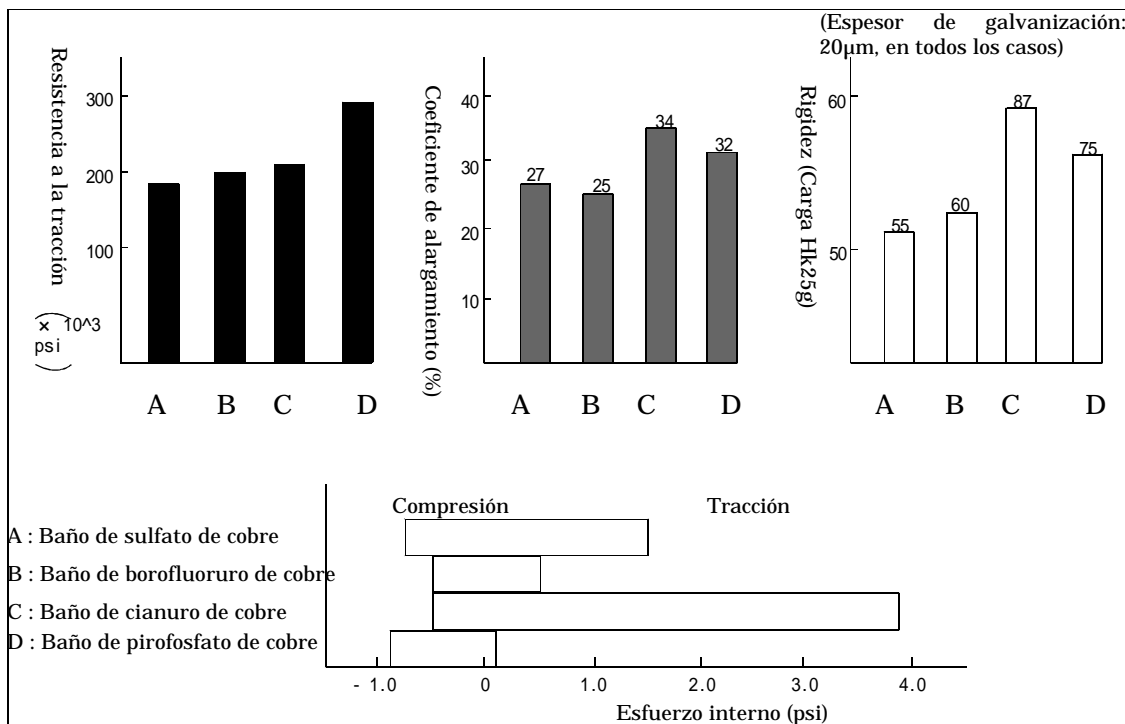 (Espesor de galvanización:
20µm, en todos los casos)
Resistencia a la tracción
( × 10^3
psi )
300
200
100
A B C D
Coeficiente de alargamiento (%)
40
30
20
10
27
25
34
32
A B C D
Rigidez (Carga Hk25g)
60
50
55
60
87
75
A B C D
Compresión
Tracción
A : Baño de sulfato de cobre
B : Baño de borofluoruro de cobre
C : Baño de cianuro de cobre
D : Baño de pirofosfato de cobre
- 1.0 0 1.0 2.0 3.0 4.0
Esfuerzo interno (psi)